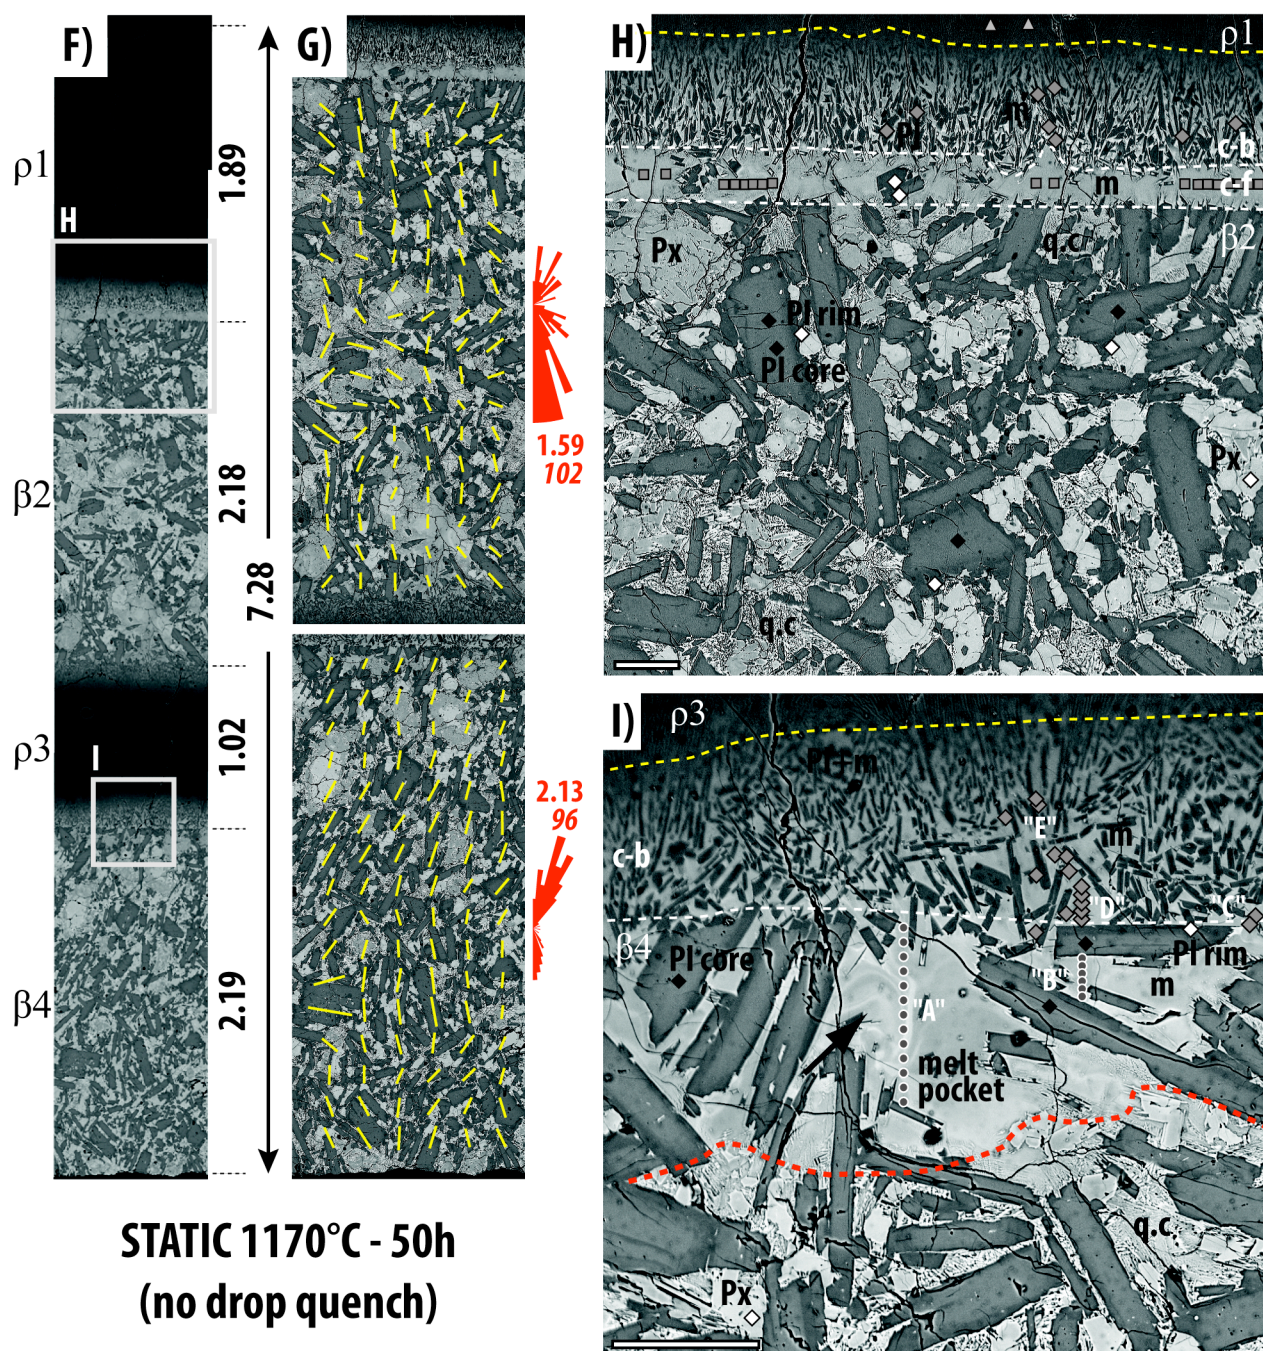 F)
ρ1
H
β2
ρ3
I
β4
1.89
2.18
7.28
1.02
2.19
STATIC 1170°C - 50h
(no drop quench)
G)
1.59
102
2.13
96
H)
ρ1
m
Pl
c-b
m
c-f
β2
Px
q.c
Pl rim
Pl core
Px
q.c
I)
ρ3
Pl+m
"E"
m
c-b
"D"
"C"
β4
Pl core
Pl rim
"B"
m
"A"
melt
pocket
q.c.
Px